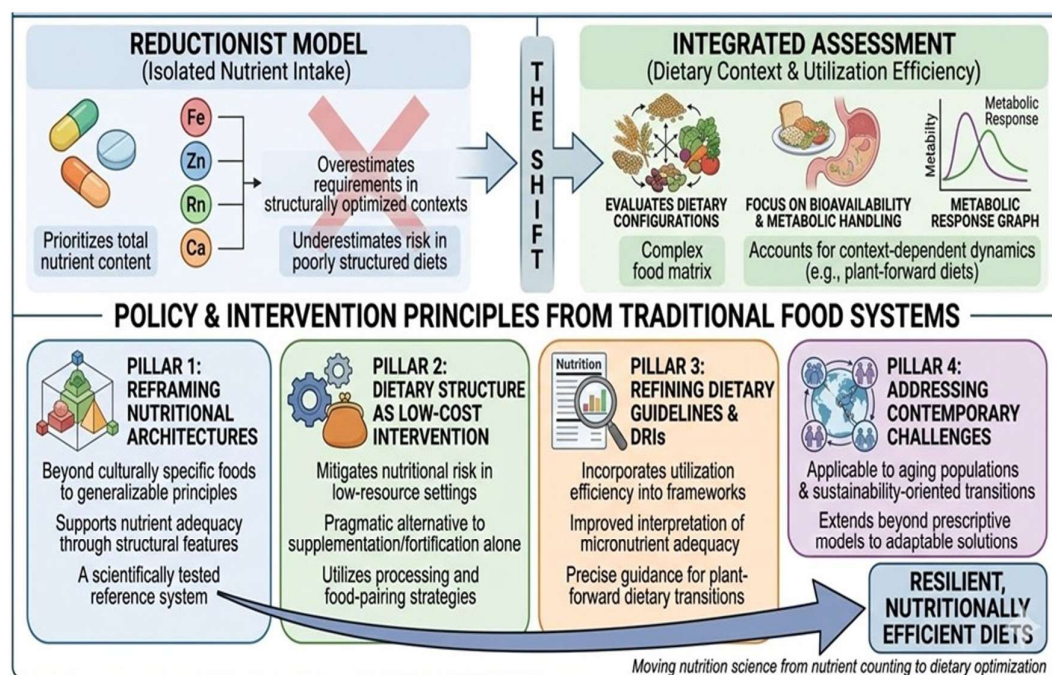 REDUCTIONIST MODEL
(Isolated Nutrient Intake)
Fe
Zn
Rn
Ca
Prioritizes total
nutrient content
Overestimates
requirements in
structurally optimized contexts
Underestimates risk in
poorly structured diets
THE SHIFT
INTEGRATED ASSESSMENT
(Dietary Context & Utilization Efficiency)
EVALUATES DIETARY
CONFIGURATIONS
Complex
food matrix
FOCUS ON BIOAVAILABILITY
& METABOLIC HANDLING
Metabilty
Metabolic
Response
METABOLIC
RESPONSE GRAPH
Accounts for context-dependent dynamics
(e.g., plant-forward diets)
POLICY & INTERVENTION PRINCIPLES FROM TRADITIONAL FOOD SYSTEMS
PILLAR 1:
REFRAMING
NUTRITIONAL
ARCHITECTURES
Beyond culturally specific foods
to generalizable principles
Supports nutrient adequacy
through structural features
A scientifically tested
reference system
PILLAR 2:
DIETARY STRUCTURE
AS LOW-COST
INTERVENTION
Mitigates nutritional risk in
low-resource settings
Pragmatic alternative to
supplementation/fortification alone
Utilizes processing and
food-pairing strategies
Nutrition
PILLAR 3:
REFINING DIETARY
GUIDELINES &
DRIs
Incorporates utilization
efficiency into frameworks
Improved interpretation of
micronutrient adequacy
Precise guidance for plant-
forward dietary transitions
PILLAR 4:
ADDRESSING
CONTEMPORARY
CHALLENGES
Applicable to aging populations
& sustainability-oriented transitions
Extends beyond prescriptive
models to adaptable solutions
RESILIENT,
NUTRITIONALLY
EFFICIENT DIETS
Moving nutrition science from nutrient counting to dietary optimization